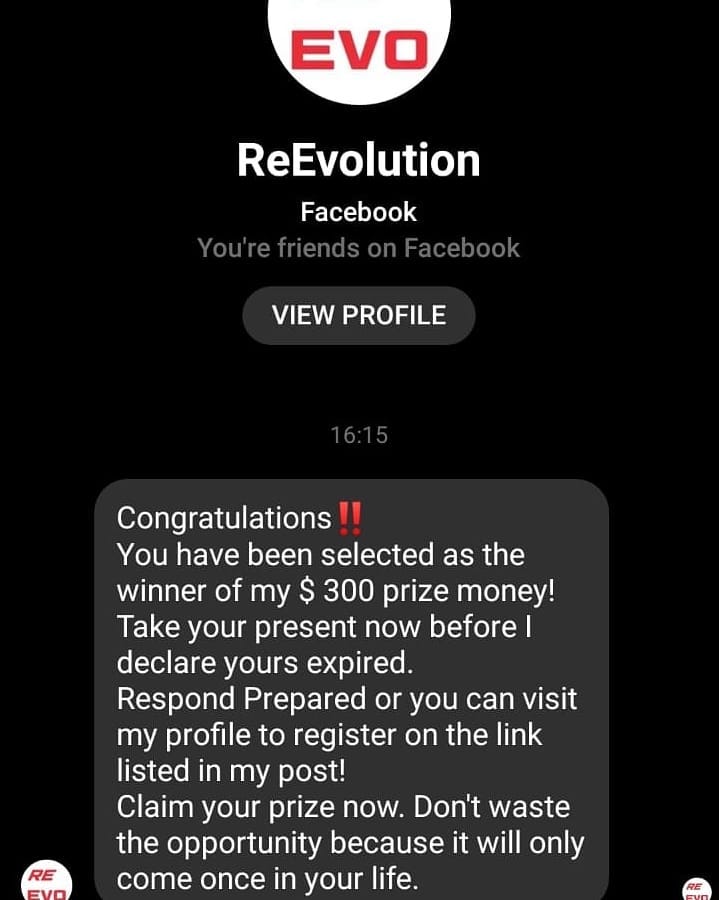 EVO
ReEvolution
Facebook
You're friends on Facebook
VIEW PROFILE
16:15
Congratulations‼️
You have been selected as the
winner of my $ 300 prize money!
Take your present now before I
declare yours expired.
Respond Prepared or you can visit
my profile to register on the link
listed in my post!
Claim your prize now. Don't waste
the opportunity because it will only
come once in your life.
RE
EVO
RE
EVO